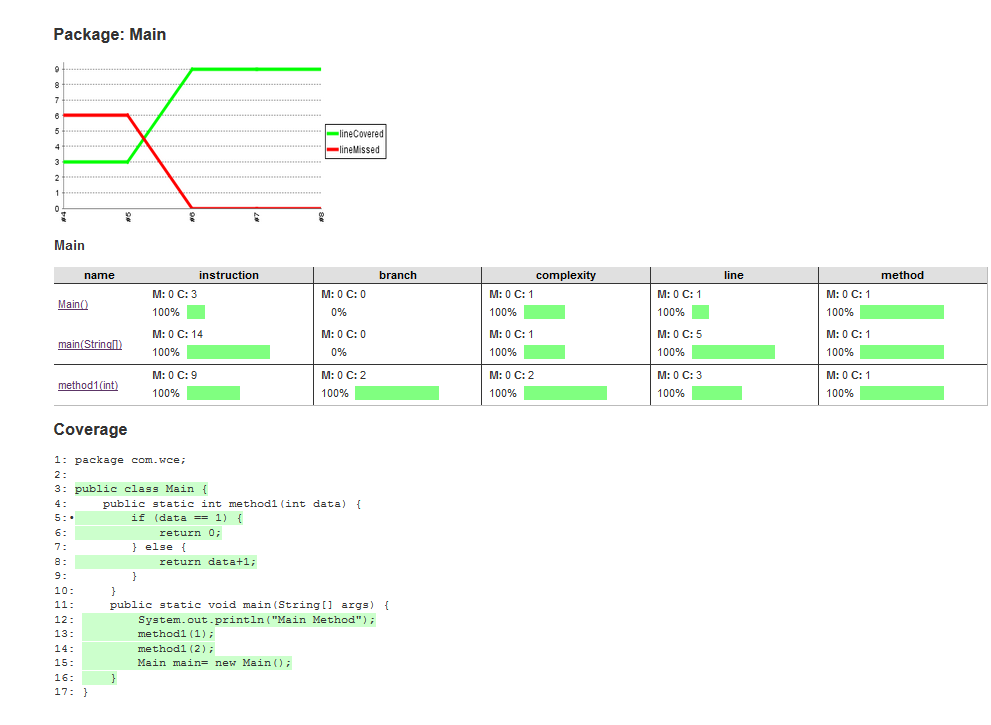 Package: Main
9
8
7
6
5
4
3
2
1
0
#4 #5 #6 #7 #8
lineCovered
lineMissed
Main
name instruction branch complexity line method
Main() M: 0 C: 3 M: 0 C: 0 M: 0 C: 1 M: 0 C: 1 M: 0 C: 1
100% 0% 100% 100% 100%
main(String[]) M: 0 C: 14 M: 0 C: 0 M: 0 C: 1 M: 0 C: 5 M: 0 C: 1
100% 0% 100% 100% 100%
method1(int) M: 0 C: 9 M: 0 C: 2 M: 0 C: 2 M: 0 C: 3 M: 0 C: 1
100% 100% 100% 100% 100%
Coverage
1: package com.wce;
2:
3: public class Main {
4:     public static int method1(int data) {
5:•        if (data == 1) {
6:             return 0;
7:         } else {
8:             return data+1;
9:         }
10:     }
11:     public static void main(String[] args) {
12:         System.out.println("Main Method");
13:         method1(1);
14:         method1(2);
15:         Main main= new Main();
16:     }
17: }